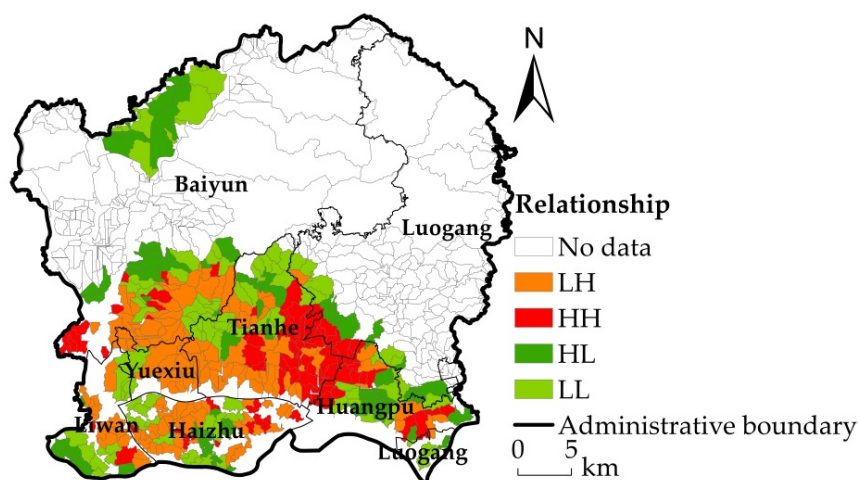 N
Baiyun
Luogang
Tianhe
Yuexiu
Huangpu
Liwan
Haizhu
Luogang
Relationship
No data
LH
HH
HL
LL
Administrative boundary
0 5
km